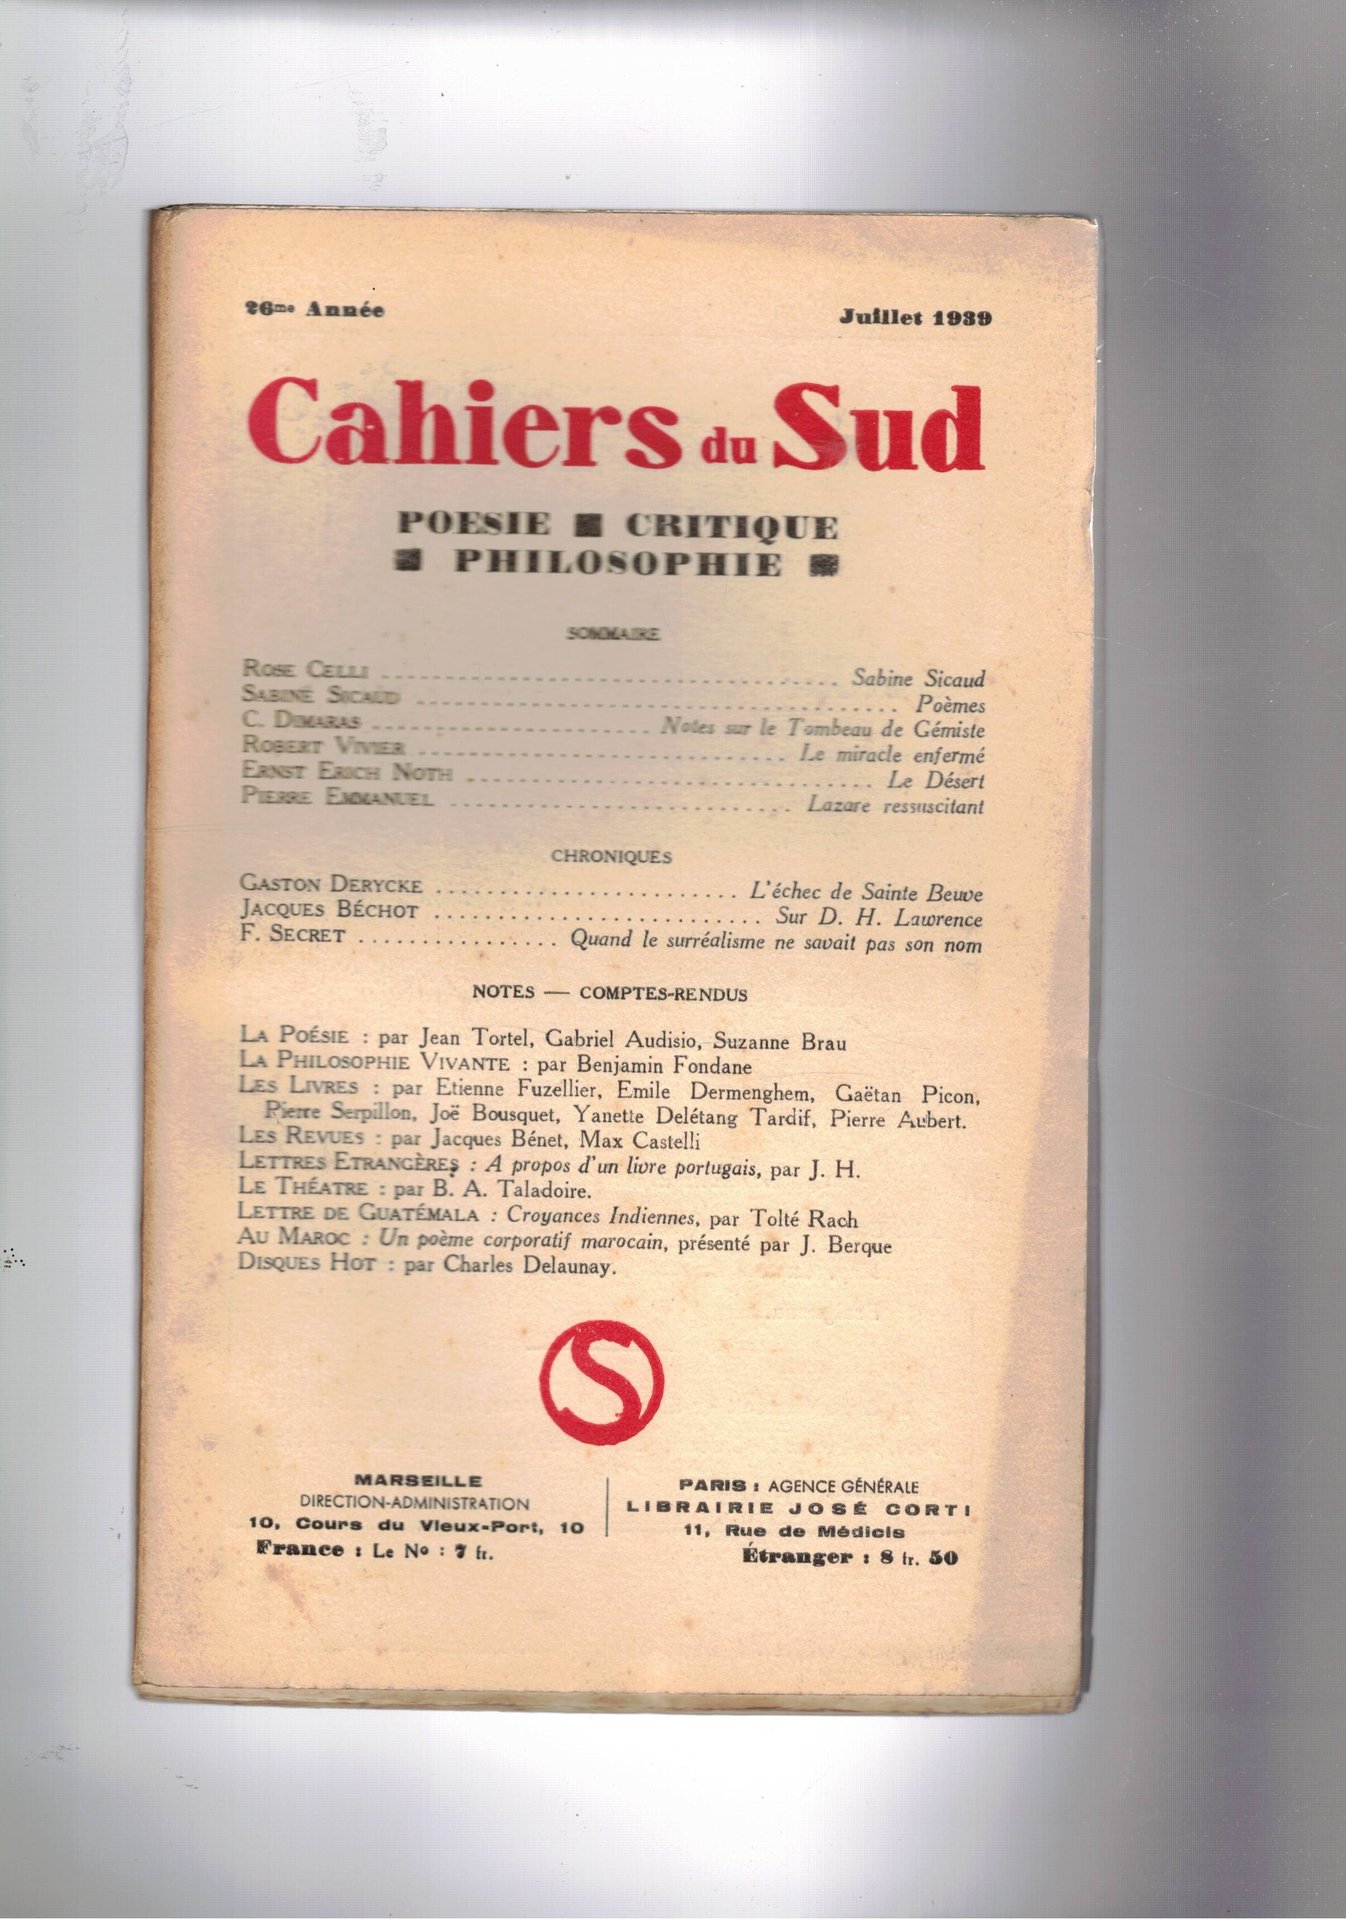 26me Année
Juillet 1939
Cahiers du Sud
POESIE ■ CRITIQUE
■ PHILOSOPHIE ■
SOMMAIRE
ROSE CELLI .................................... Sabine Sicaud
SABINE SICAUD ...................................... Poèmes
C. DIMARAS ...................... Notes sur le Tombeau de Gémiste
ROBERT VIVIER ............................. Le miracle enfermé
ERNST ERICH NOTH ................................ Le Désert
PIERRE EMMANUEL ........................... Lazare ressuscitant
CHRONIQUES
GASTON DERYCKE ........................ L'échec de Sainte Beuve
JACQUES BÉCHOT .......................... Sur D. H. Lawrence
F. SECRET ................ Quand le surréalisme ne savait pas son nom
NOTES — COMPTES-RENDUS
LA POÉSIE : par Jean Tortel, Gabriel Audisio, Suzanne Brau
LA PHILOSOPHIE VIVANTE : par Benjamin Fondane
LES LIVRES : par Etienne Fuzellier, Emile Dermenghem, Gaëtan Picon,
Pierre Serpillon, Joë Bousquet, Yanette Delétang Tardif, Pierre Aubert.
LES REVUES : par Jacques Bénet, Max Castelli
LETTRES ETRANGÈRES : A propos d'un livre portugais, par J. H.
LE THÉATRE : par B. A. Taladoire.
LETTRE DE GUATÉMALA : Croyances Indiennes, par Tolté Rach
AU MAROC : Un poème corporatif marocain, présenté par J. Berque
DISQUES HOT : par Charles Delaunay.
S
MARSEILLE
DIRECTION-ADMINISTRATION
10, Cours du Vieux-Port, 10
France : Le No : 7 fr.
PARIS : AGENCE GÉNÉRALE
LIBRAIRIE JOSÉ CORTI
11, Rue de Médicis
Étranger : 8 fr. 50